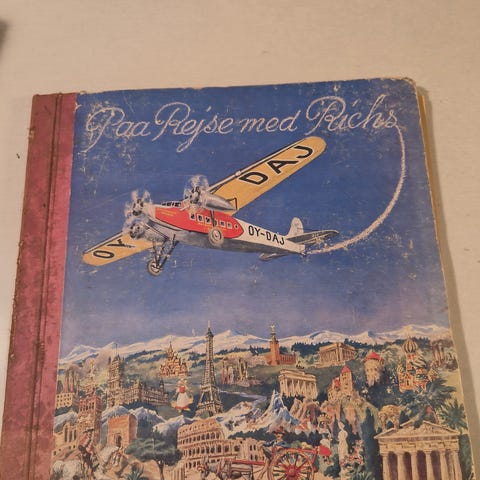 Paa Rejse med Richs
OY DAJ
OY-DAJ